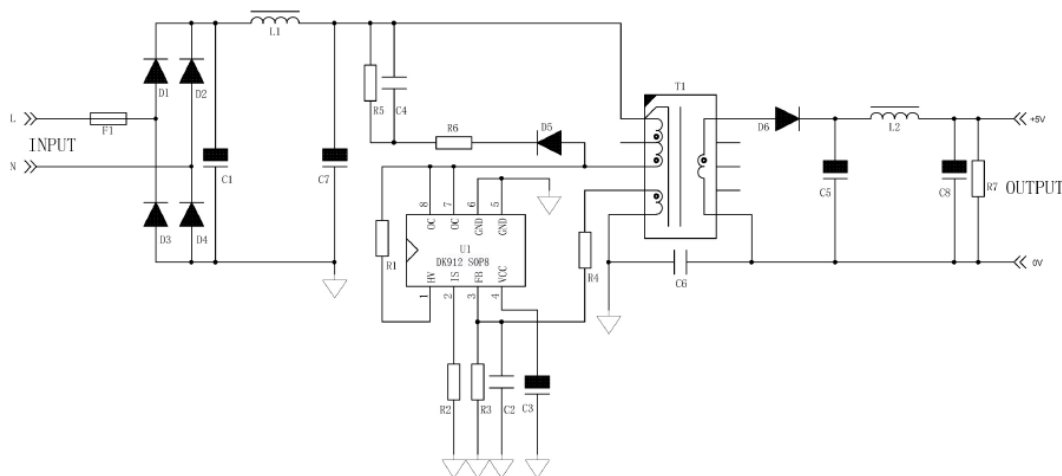 L1
D1
D2
R5
C4
T1
L
F1
R6
D5
D6
L2
+5V
INPUT
N
C1
C7
C5
C8
R7
OUTPUT
8
7
6
5
OC
OC
GND
GND
D3
D4
R1
U1
DK912 SOP8
R4
HV
IS
FB
VCC
C6
0V
1
2
3
4
R2
R3
C2
C3